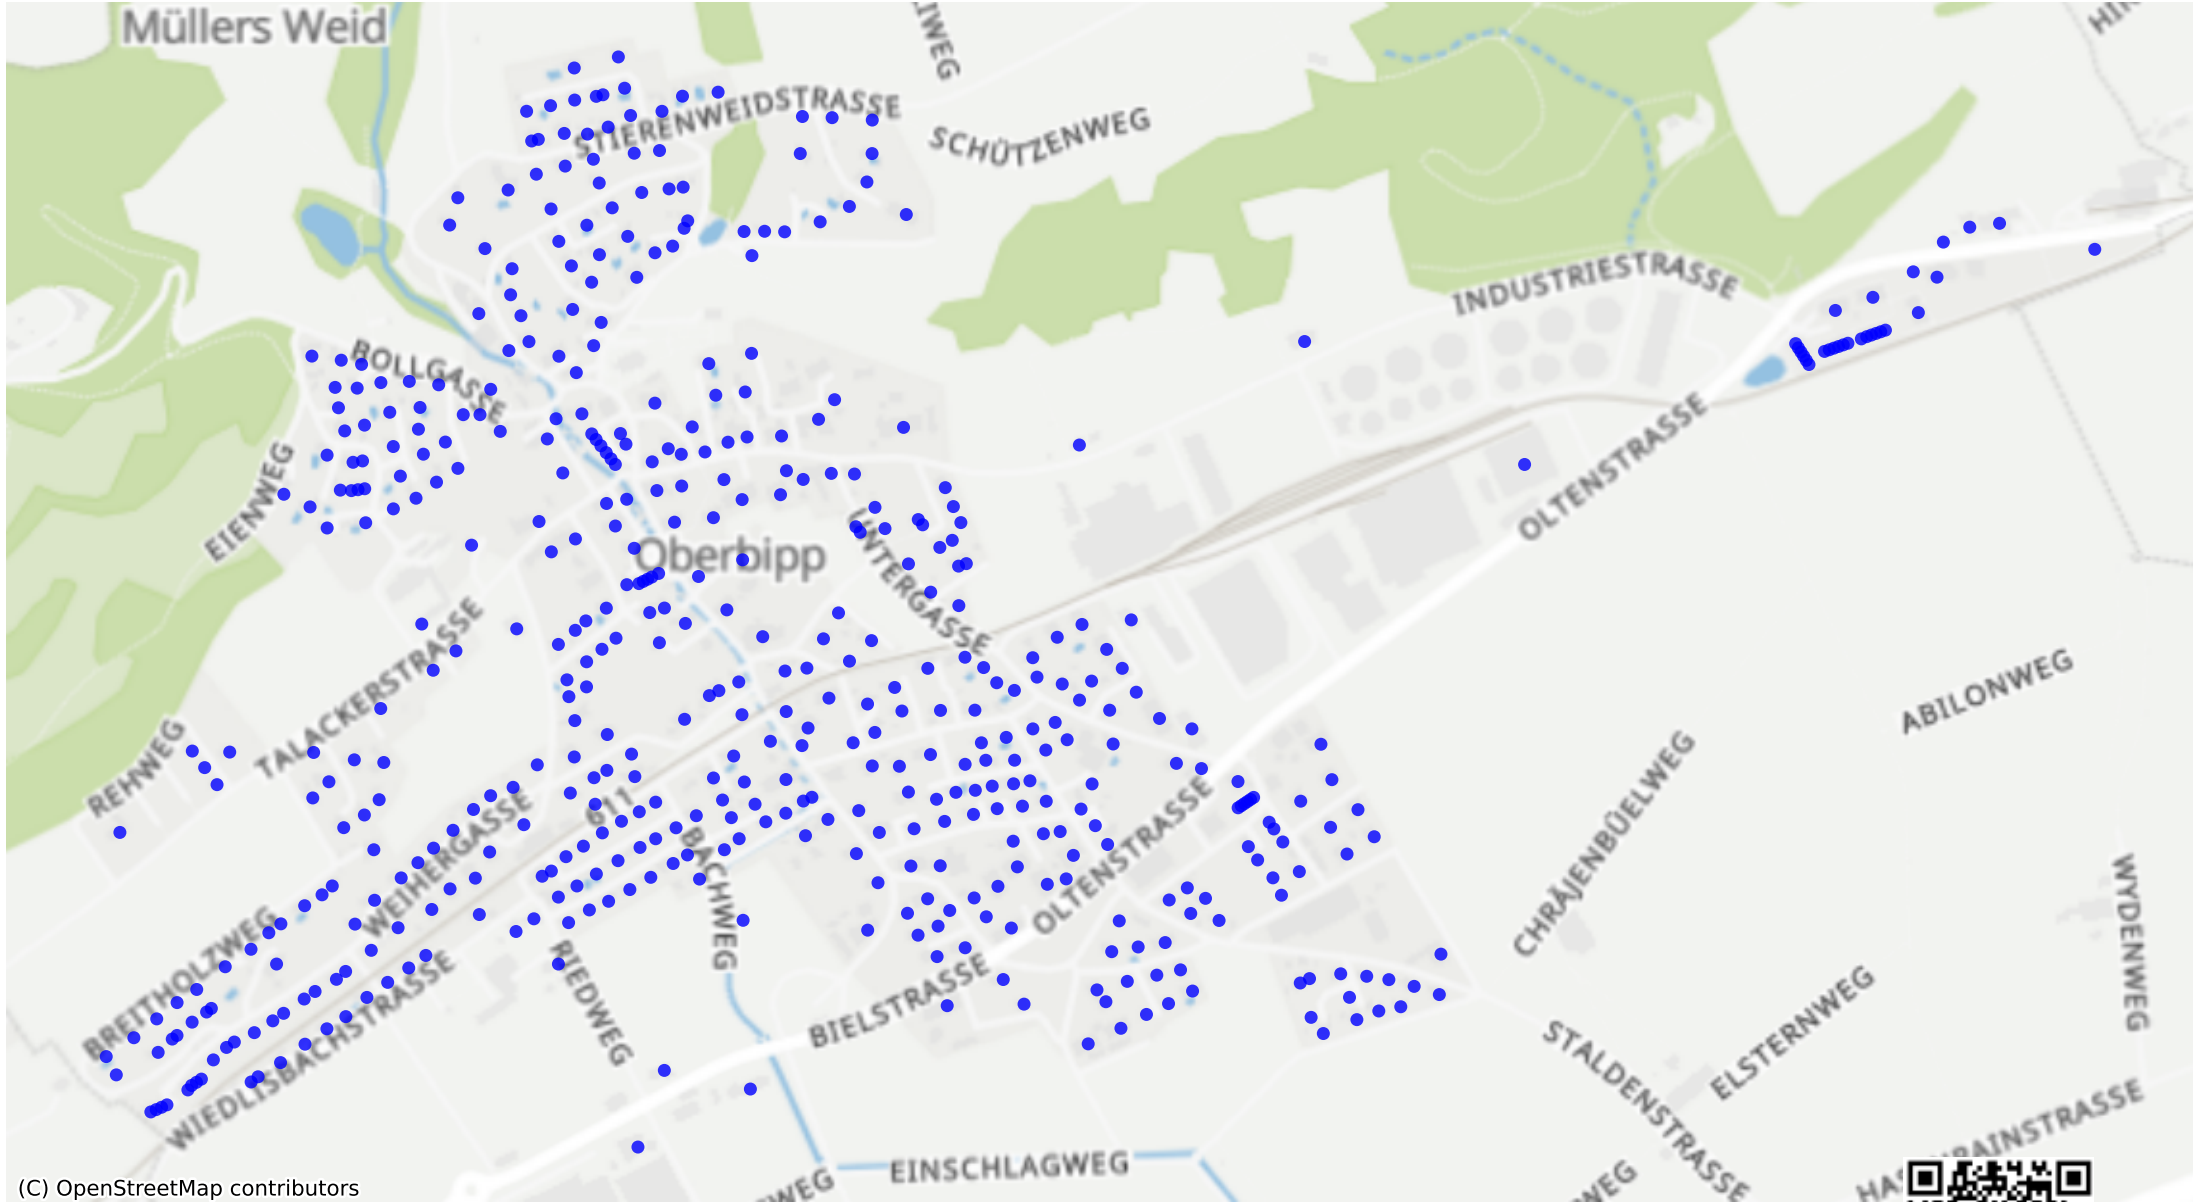 Müllers Weid
STIERENWEIDSTRASSE
SCHÜTZENWEG
INDUSTRIESTRASSE
BOLLGASSE
EIENWEG
OLTENSTRASSE
Oberbipp
UNTERGASSE
TALACKERSTRASSE
REHWEG
ABILONWEG
CHRÄJENBÜELWEG
611
WEIHERGASSE
OLTENSTRASSE
BACHWEG
WYDENWEG
BREITHOLZWEG
RIEDWEG
BIELSTRASSE
WIEDLISBACHSTRASSE
ELSTERNWEG
STALDENSTRASSE
EINSCHLAGWEG
(C) OpenStreetMap contributors